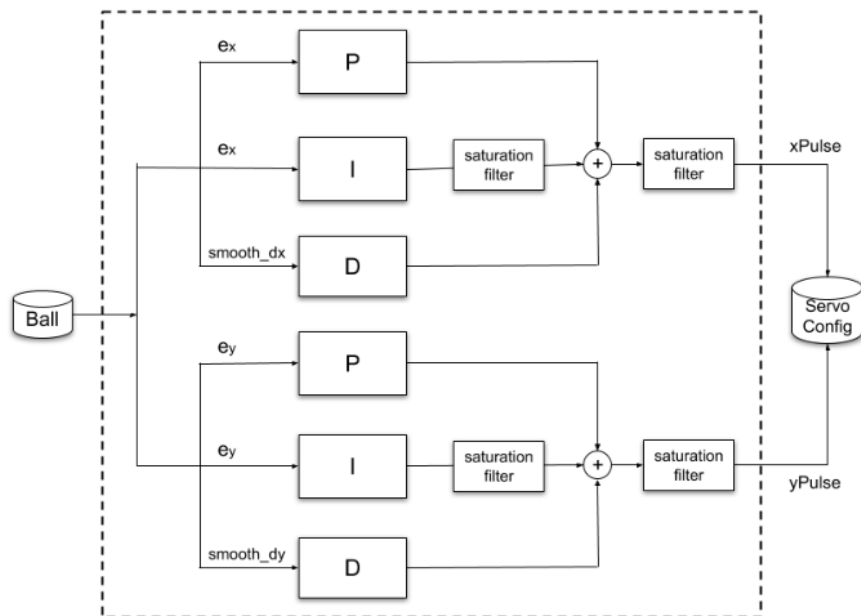 ex
P
ex
I
saturation
filter
+
saturation
filter
xPulse
smooth_dx
D
Ball
Servo
Config
ey
P
ey
I
saturation
filter
+
saturation
filter
yPulse
smooth_dy
D